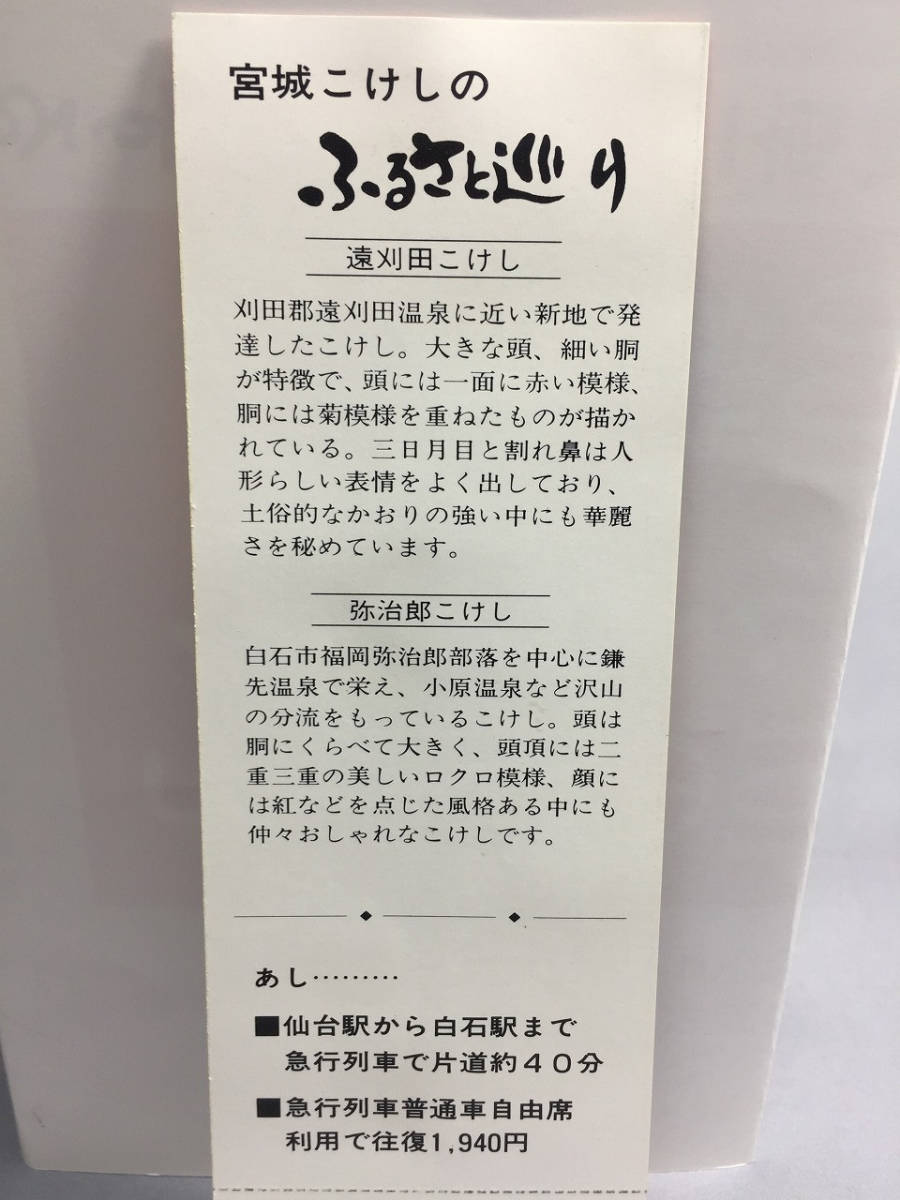 宮城こけしの
ふるさと巡り
遠刈田こけし
刈田郡遠刈田温泉に近い新地で発
達したこけし。大きな頭、細い胴
が特徴で、頭には一面に赤い模様、
胴には菊模様を重ねたものが描か
れている。三日月目と割れ鼻は人
形らしい表情をよく出しており、
土俗的なかおりの強い中にも華麗
さを秘めています。
弥治郎こけし
白石市福岡弥治郎部落を中心に鎌
先温泉で栄え、小原温泉など沢山
の分流をもっているこけし。頭は
胴にくらべて大きく、頭頂には二
重三重の美しいロクロ模様、顔に
は紅などを点じた風格ある中にも
仲々おしゃれなこけしです。
あし………
■仙台駅から白石駅まで
急行列車で片道約40分
■急行列車普通車自由席
利用で往復1,940円